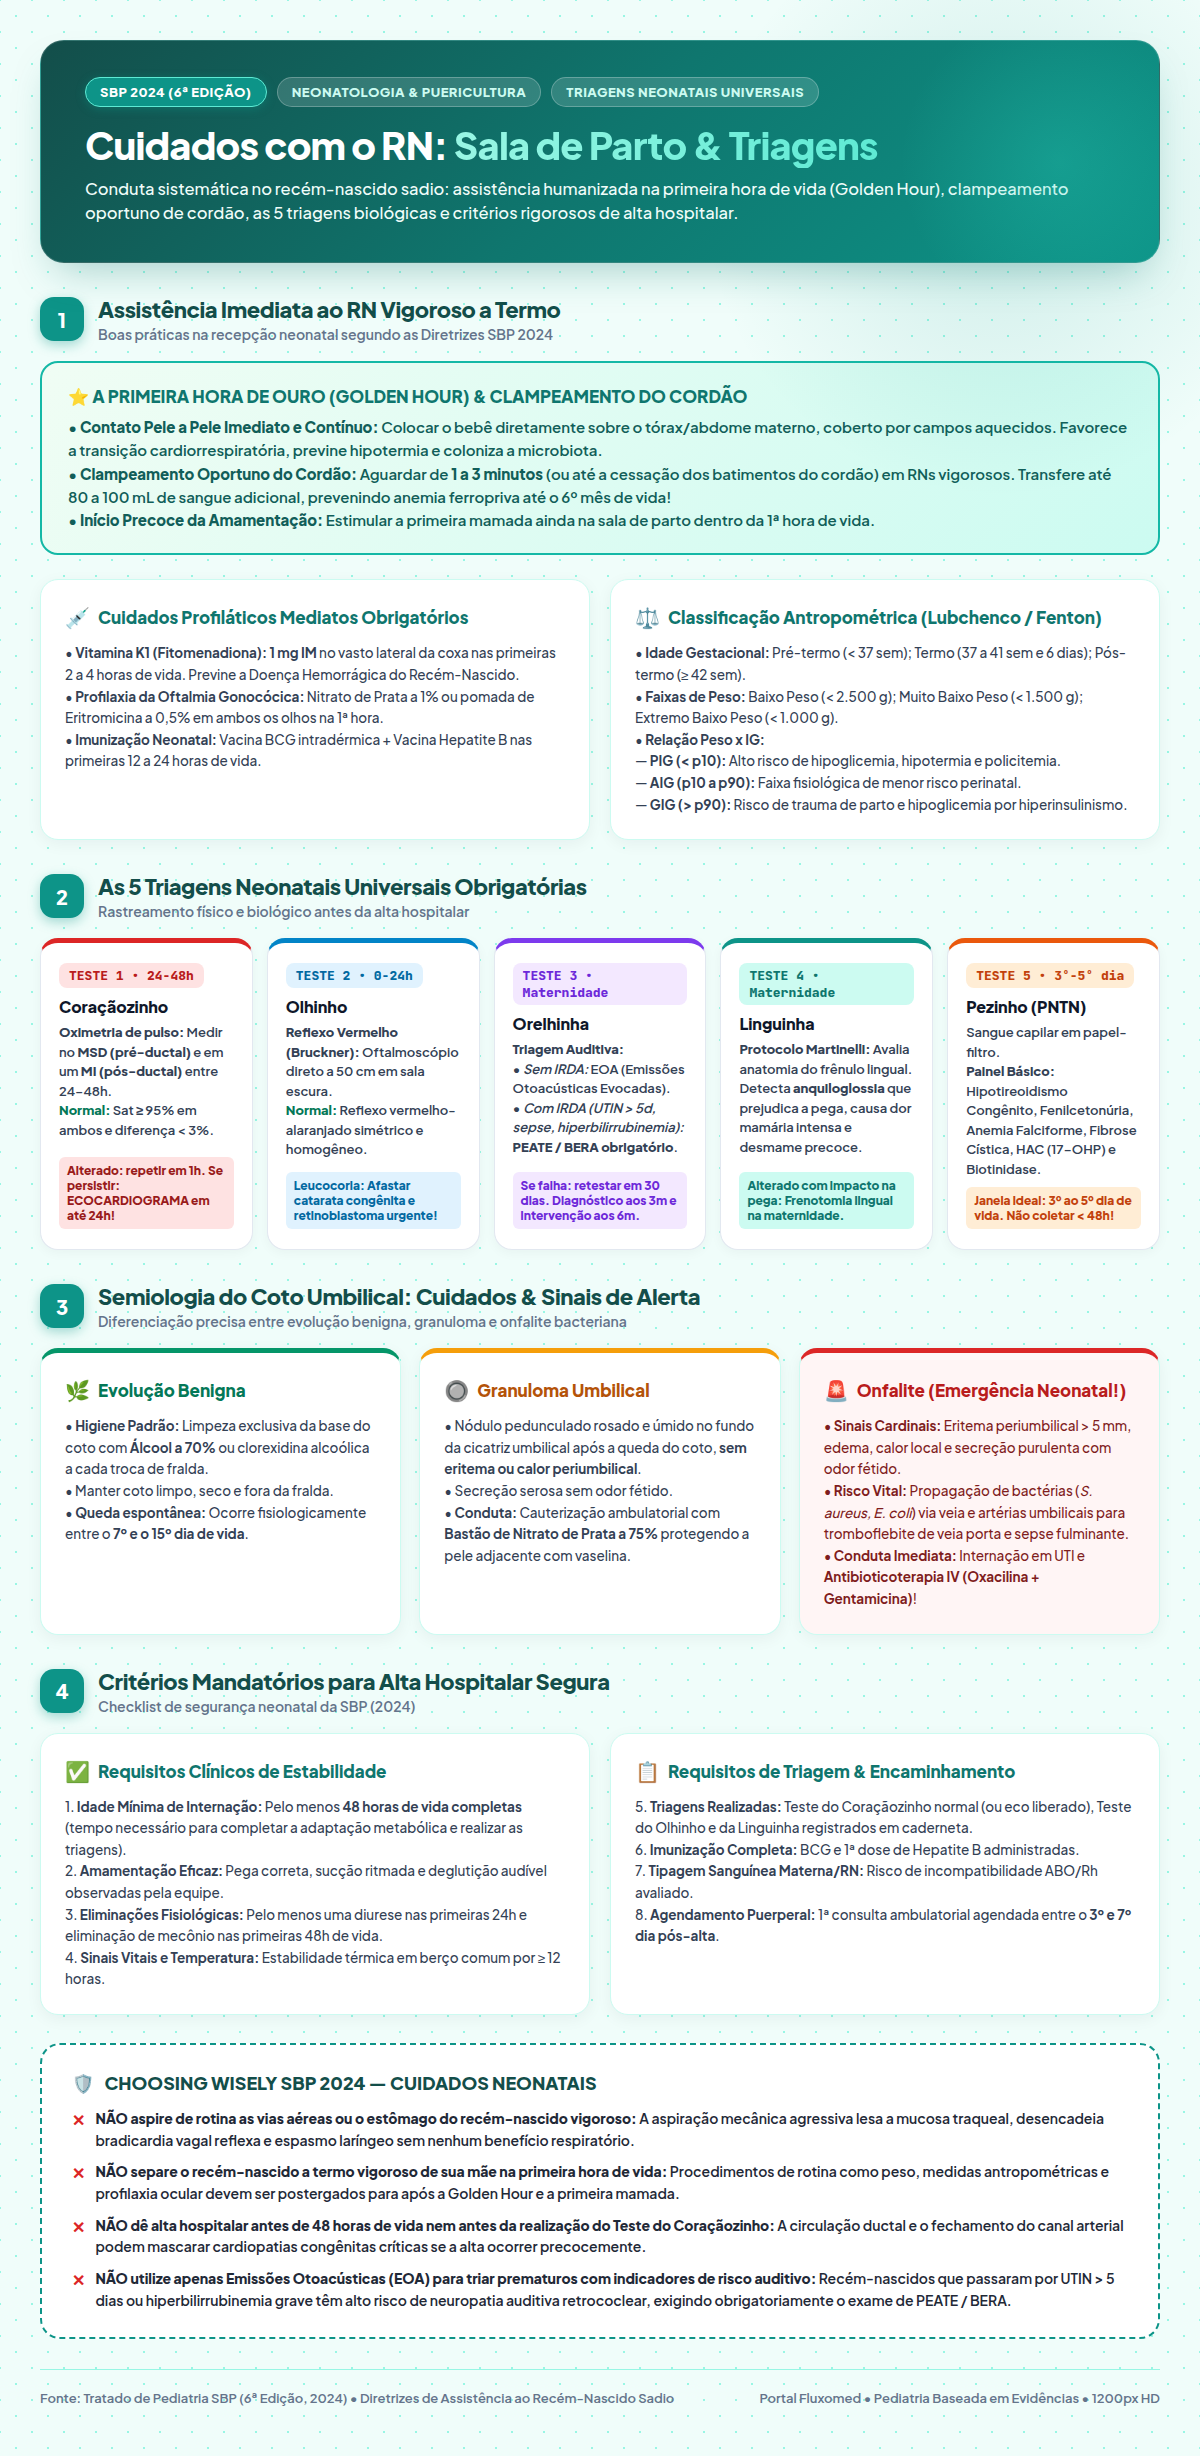 SBP 2024 (6ª EDIÇÃO)
NEONATOLOGIA & PUERICULTURA
TRIAGENS NEONATAIS UNIVERSAIS
Cuidados com o RN: Sala de Parto & Triagens
Conduta sistemática no recém-nascido sadio: assistência humanizada na primeira hora de vida (Golden Hour), clampeamento
oportuno de cordão, as 5 triagens biológicas e critérios rigorosos de alta hospitalar.
1
Assistência Imediata ao RN Vigoroso a Termo
Boas práticas na recepção neonatal segundo as Diretrizes SBP 2024
⭐ A PRIMEIRA HORA DE OURO (GOLDEN HOUR) & CLAMPEAMENTO DO CORDÃO
• Contato Pele a Pele Imediato e Contínuo: Colocar o bebê diretamente sobre o tórax/abdome materno, coberto por campos aquecidos. Favorece
a transição cardiorrespiratória, previne hipotermia e coloniza a microbiota.
• Clampeamento Oportuno do Cordão: Aguardar de 1 a 3 minutos (ou até a cessação dos batimentos do cordão) em RNs vigorosos. Transfere até
80 a 100 mL de sangue adicional, prevenindo anemia ferropriva até o 6º mês de vida!
• Início Precoce da Amamentação: Estimular a primeira mamada ainda na sala de parto dentro da 1ª hora de vida.
💉 Cuidados Profiláticos Mediatos Obrigatórios
• Vitamina K1 (Fitomenadiona): 1 mg IM no vasto lateral da coxa nas primeiras
2 a 4 horas de vida. Previne a Doença Hemorrágica do Recém-Nascido.
• Profilaxia da Oftalmia Gonocócica: Nitrato de Prata a 1% ou pomada de
Eritromicina a 0,5% em ambos os olhos na 1ª hora.
• Imunização Neonatal: Vacina BCG intradérmica + Vacina Hepatite B nas
primeiras 12 a 24 horas de vida.
⚖️ Classificação Antropométrica (Lubchenco / Fenton)
• Idade Gestacional: Pré-termo (< 37 sem); Termo (37 a 41 sem e 6 dias); Pós-
termo (≥ 42 sem).
• Faixas de Peso: Baixo Peso (< 2.500 g); Muito Baixo Peso (< 1.500 g);
Extremo Baixo Peso (< 1.000 g).
• Relação Peso x IG:
— PIG (< p10): Alto risco de hipoglicemia, hipotermia e policitemia.
— AIG (p10 a p90): Faixa fisiológica de menor risco perinatal.
— GIG (> p90): Risco de trauma de parto e hipoglicemia por hiperinsulinismo.
2
As 5 Triagens Neonatais Universais Obrigatórias
Rastreamento físico e biológico antes da alta hospitalar
TESTE 1 • 24-48h
Coraçãozinho
Oximetria de pulso: Medir
no MSD (pré-ductal) e em
um MI (pós-ductal) entre
24-48h.
Normal: Sat ≥ 95% em
ambos e diferença < 3%.
Alterado: repetir em 1h. Se
persistir:
ECOCARDIOGRAMA em
até 24h!
TESTE 2 • 0-24h
Olhinho
Reflexo Vermelho
(Bruckner): Oftalmoscópio
direto a 50 cm em sala
escura.
Normal: Reflexo vermelho-
alaranjado simétrico e
homogêneo.
Leucocoria: Afastar
catarata congênita e
retinoblastoma urgente!
TESTE 3 •
Maternidade
Orelhinha
Triagem Auditiva:
• Sem IRDA: EOA (Emissões
Otoacústicas Evocadas).
• Com IRDA (UTIN > 5d,
sepse, hiperbilirrubinemia):
PEATE / BERA obrigatório.
Se falha: retestar em 30
dias. Diagnóstico aos 3m e
intervenção aos 6m.
TESTE 4 •
Maternidade
Linguinha
Protocolo Martinelli: Avalia
anatomia do frênulo lingual.
Detecta anquiloglossia que
prejudica a pega, causa dor
mamária intensa e
desmame precoce.
Alterado com impacto na
pega: Frenotomia lingual
na maternidade.
TESTE 5 • 3°-5° dia
Pezinho (PNTN)
Sangue capilar em papel-
filtro.
Painel Básico:
Hipotireoidismo
Congênito, Fenilcetonúria,
Anemia Falciforme, Fibrose
Cística, HAC (17-OHP) e
Biotinidase.
Janela ideal: 3º ao 5º dia de
vida. Não coletar < 48h!
3
Semiologia do Coto Umbilical: Cuidados & Sinais de Alerta
Diferenciação precisa entre evolução benigna, granuloma e onfalite bacteriana
🌿 Evolução Benigna
• Higiene Padrão: Limpeza exclusiva da base do
coto com Álcool a 70% ou clorexidina alcoólica
a cada troca de fralda.
• Manter coto limpo, seco e fora da fralda.
• Queda espontânea: Ocorre fisiologicamente
entre o 7º e o 15º dia de vida.
🔘 Granuloma Umbilical
• Nódulo pedunculado rosado e úmido no fundo
da cicatriz umbilical após a queda do coto, sem
eritema ou calor periumbilical.
• Secreção serosa sem odor fétido.
• Conduta: Cauterização ambulatorial com
Bastão de Nitrato de Prata a 75% protegendo a
pele adjacente com vaselina.
🚨 Onfalite (Emergência Neonatal!)
• Sinais Cardinais: Eritema periumbilical > 5 mm,
edema, calor local e secreção purulenta com
odor fétido.
• Risco Vital: Propagação de bactérias (S.
aureus, E. coli) via veia e artérias umbilicais para
tromboflebite de veia porta e sepse fulminante.
• Conduta Imediata: Internação em UTI e
Antibioticoterapia IV (Oxacilina +
Gentamicina)!
4
Critérios Mandatórios para Alta Hospitalar Segura
Checklist de segurança neonatal da SBP (2024)
✅ Requisitos Clínicos de Estabilidade
1. Idade Mínima de Internação: Pelo menos 48 horas de vida completas
(tempo necessário para completar a adaptação metabólica e realizar as
triagens).
2. Amamentação Eficaz: Pega correta, sucção ritmada e deglutição audível
observadas pela equipe.
3. Eliminações Fisiológicas: Pelo menos uma diurese nas primeiras 24h e
eliminação de mecônio nas primeiras 48h de vida.
4. Sinais Vitais e Temperatura: Estabilidade térmica em berço comum por ≥ 12
horas.
📋 Requisitos de Triagem & Encaminhamento
5. Triagens Realizadas: Teste do Coraçãozinho normal (ou eco liberado), Teste
do Olhinho e da Linguinha registrados em caderneta.
6. Imunização Completa: BCG e 1ª dose de Hepatite B administradas.
7. Tipagem Sanguínea Materna/RN: Risco de incompatibilidade ABO/Rh
avaliado.
8. Agendamento Puerperal: 1ª consulta ambulatorial agendada entre o 3º e 7º
dia pós-alta.
🛡️ CHOOSING WISELY SBP 2024 — CUIDADOS NEONATAIS
✕ NÃO aspire de rotina as vias aéreas ou o estômago do recém-nascido vigoroso: A aspiração mecânica agressiva lesa a mucosa traqueal, desencadeia
bradicardia vagal reflexa e espasmo laríngeo sem nenhum benefício respiratório.
✕ NÃO separe o recém-nascido a termo vigoroso de sua mãe na primeira hora de vida: Procedimentos de rotina como peso, medidas antropométricas e
profilaxia ocular devem ser postergados para após a Golden Hour e a primeira mamada.
✕ NÃO dê alta hospitalar antes de 48 horas de vida nem antes da realização do Teste do Coraçãozinho: A circulação ductal e o fechamento do canal arterial
podem mascarar cardiopatias congênitas críticas se a alta ocorrer precocemente.
✕ NÃO utilize apenas Emissões Otoacústicas (EOA) para triar prematuros com indicadores de risco auditivo: Recém-nascidos que passaram por UTIN > 5
dias ou hiperbilirrubinemia grave têm alto risco de neuropatia auditiva retrococlear, exigindo obrigatoriamente o exame de PEATE / BERA.
Fonte: Tratado de Pediatria SBP (6ª Edição, 2024) • Diretrizes de Assistência ao Recém-Nascido Sadio
Portal Fluxomed • Pediatria Baseada em Evidências • 1200px HD